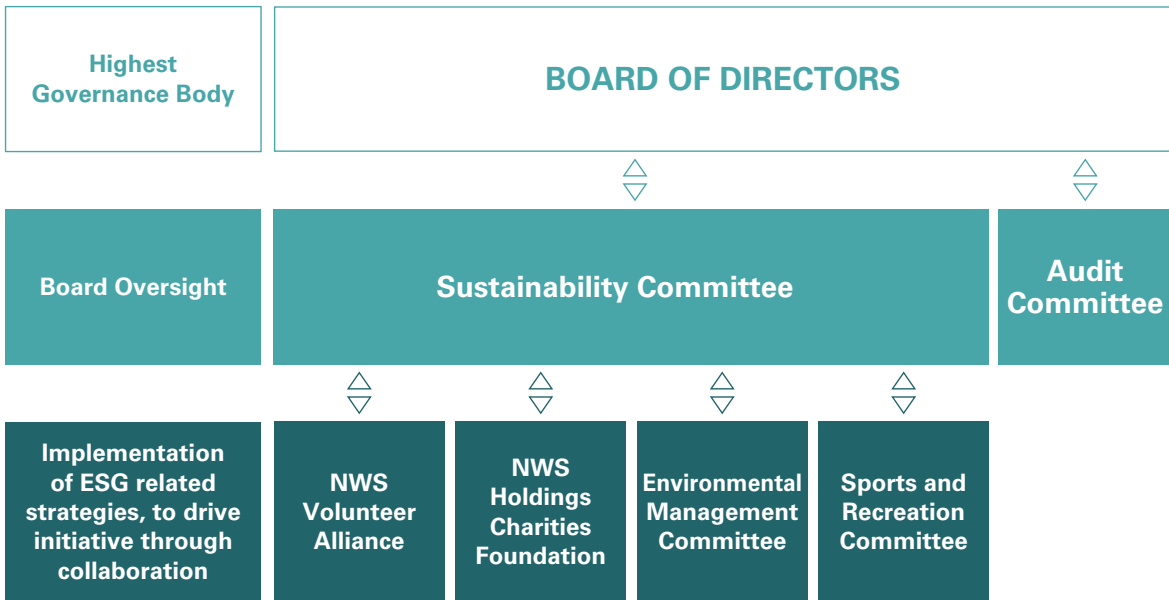 Highest
Governance Body
BOARD OF DIRECTORS
Board Oversight
Sustainability Committee
Audit
Committee
Implementation
of ESG related
strategies, to drive
initiative through
collaboration
NWS
Volunteer
Alliance
NWS
Holdings
Charities
Foundation
Environmental
Management
Committee
Sports and
Recreation
Committee